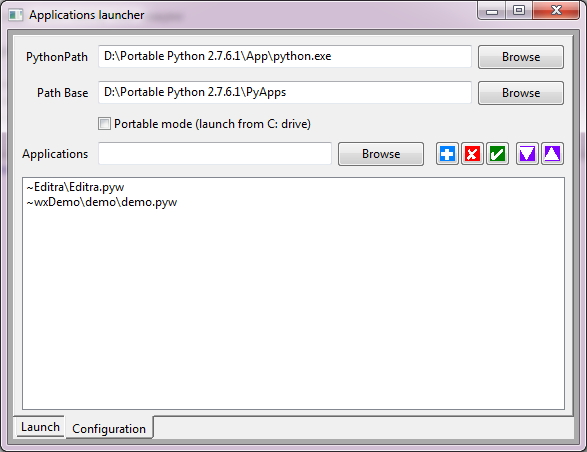 Applications launcher
PythonPath D:\Portable Python 2.7.6.1\App\python.exe Browse
Path Base D:\Portable Python 2.7.6.1\PyApps Browse
Portable mode (launch from C: drive)
Applications Browse
~Editra\Editra.pyw
~wxDemo\demo\demo.pyw
Launch Configuration